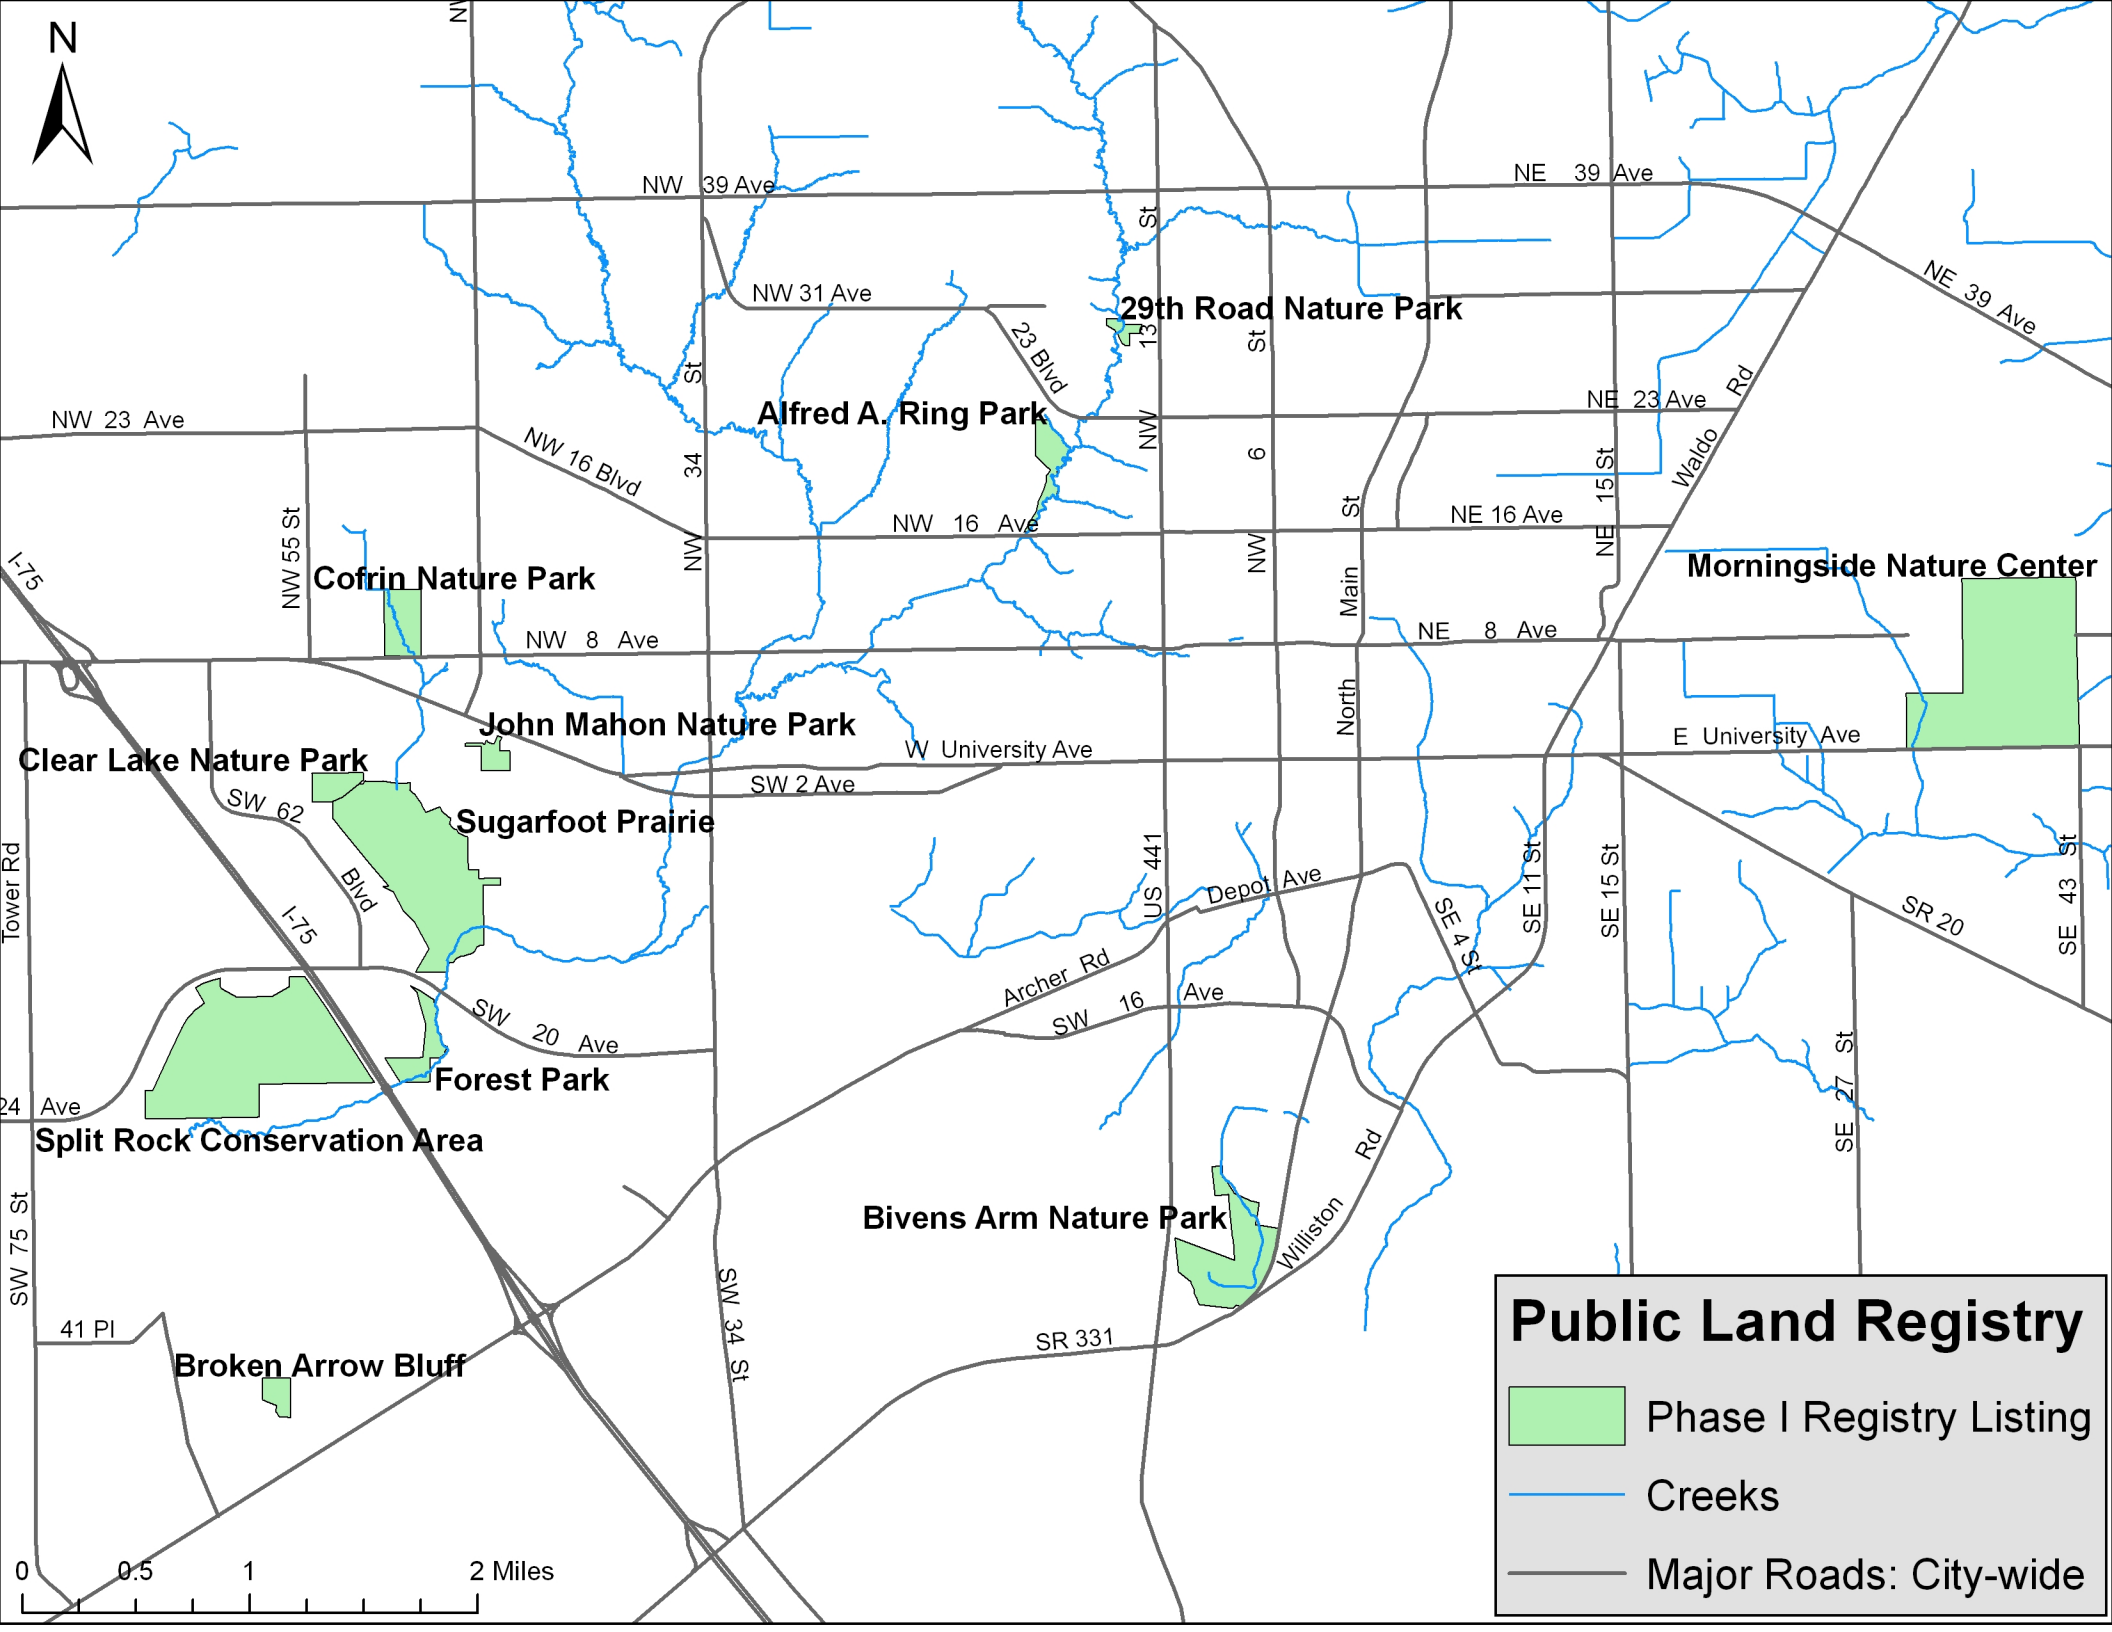 NW
N
NW 39 Ave
NE 39 Ave
St
NE 39 Ave
NW 31 Ave
29th Road Nature Park
13
St
23 Blvd
St
Rd
NE 23 Ave
Alfred A. Ring Park
NW 23 Ave
NW
NW 16 Blvd
34
6
15 St
Waldo
NW 16 Ave
St
NE 16 Ave
NW 55 St
NW
NW
NE
I-75
Cofrin Nature Park
Morningside Nature Center
Main
NW 8 Ave
NE 8 Ave
North
John Mahon Nature Park
Clear Lake Nature Park
W University Ave
E University Ave
SW 2 Ave
SW 62
Blvd
Sugarfoot Prairie
Tower Rd
US 441
Depot Ave
SE 11 St
SE 15 St
SE 43 St
I-75
SE 4 St
SR 20
Archer Rd
SW 16 Ave
SW 20 Ave
SE 27 St
Forest Park
24 Ave
Split Rock Conservation Area
Rd
SW 75 St
Bivens Arm Nature Park
Williston
SW 34 St
41 Pl
SR 331
Broken Arrow Bluff
Public Land Registry
Phase I Registry Listing
Creeks
Major Roads: City-wide
0 0.5 1 2 Miles